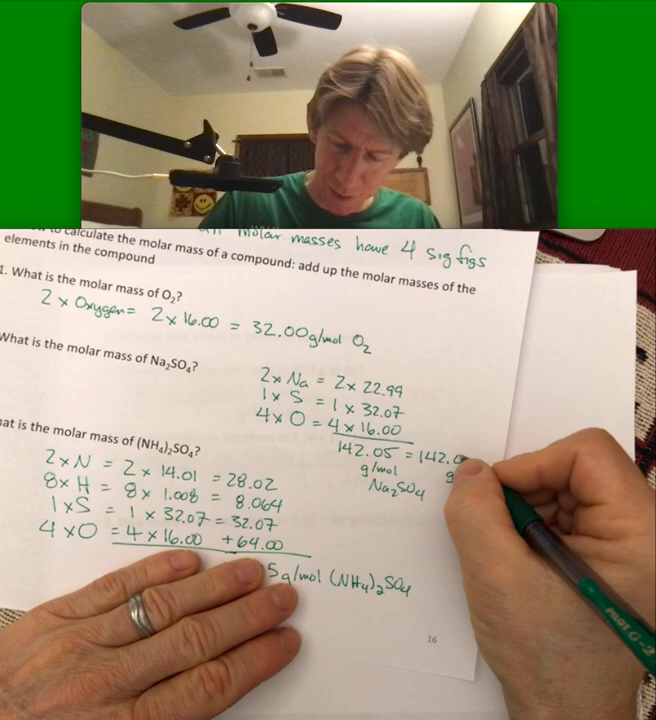 molar masses have 4 sig figs
to calculate the molar mass of a compound: add up the molar masses of the
elements in the compound
1. What is the molar mass of O₂?
2 x Oxygen = 2 x 16.00 = 32.00 g/mol O₂
What is the molar mass of Na₂SO₄?
2 x Na = 2 x 22.99
1 x S = 1 x 32.07
4 x O = 4 x 16.00
142.05 = 142.
g/mol
Na₂SO₄
at is the molar mass of (NH₄)₂SO₄?
2 x N = 2 x 14.01 = 28.02
8 x H = 8 x 1.008 = 8.064
1 x S = 1 x 32.07 = 32.07
4 x O = 4 x 16.00 +64.00
5 g/mol (NH₄)₂SO₄
16
PILOT G-2